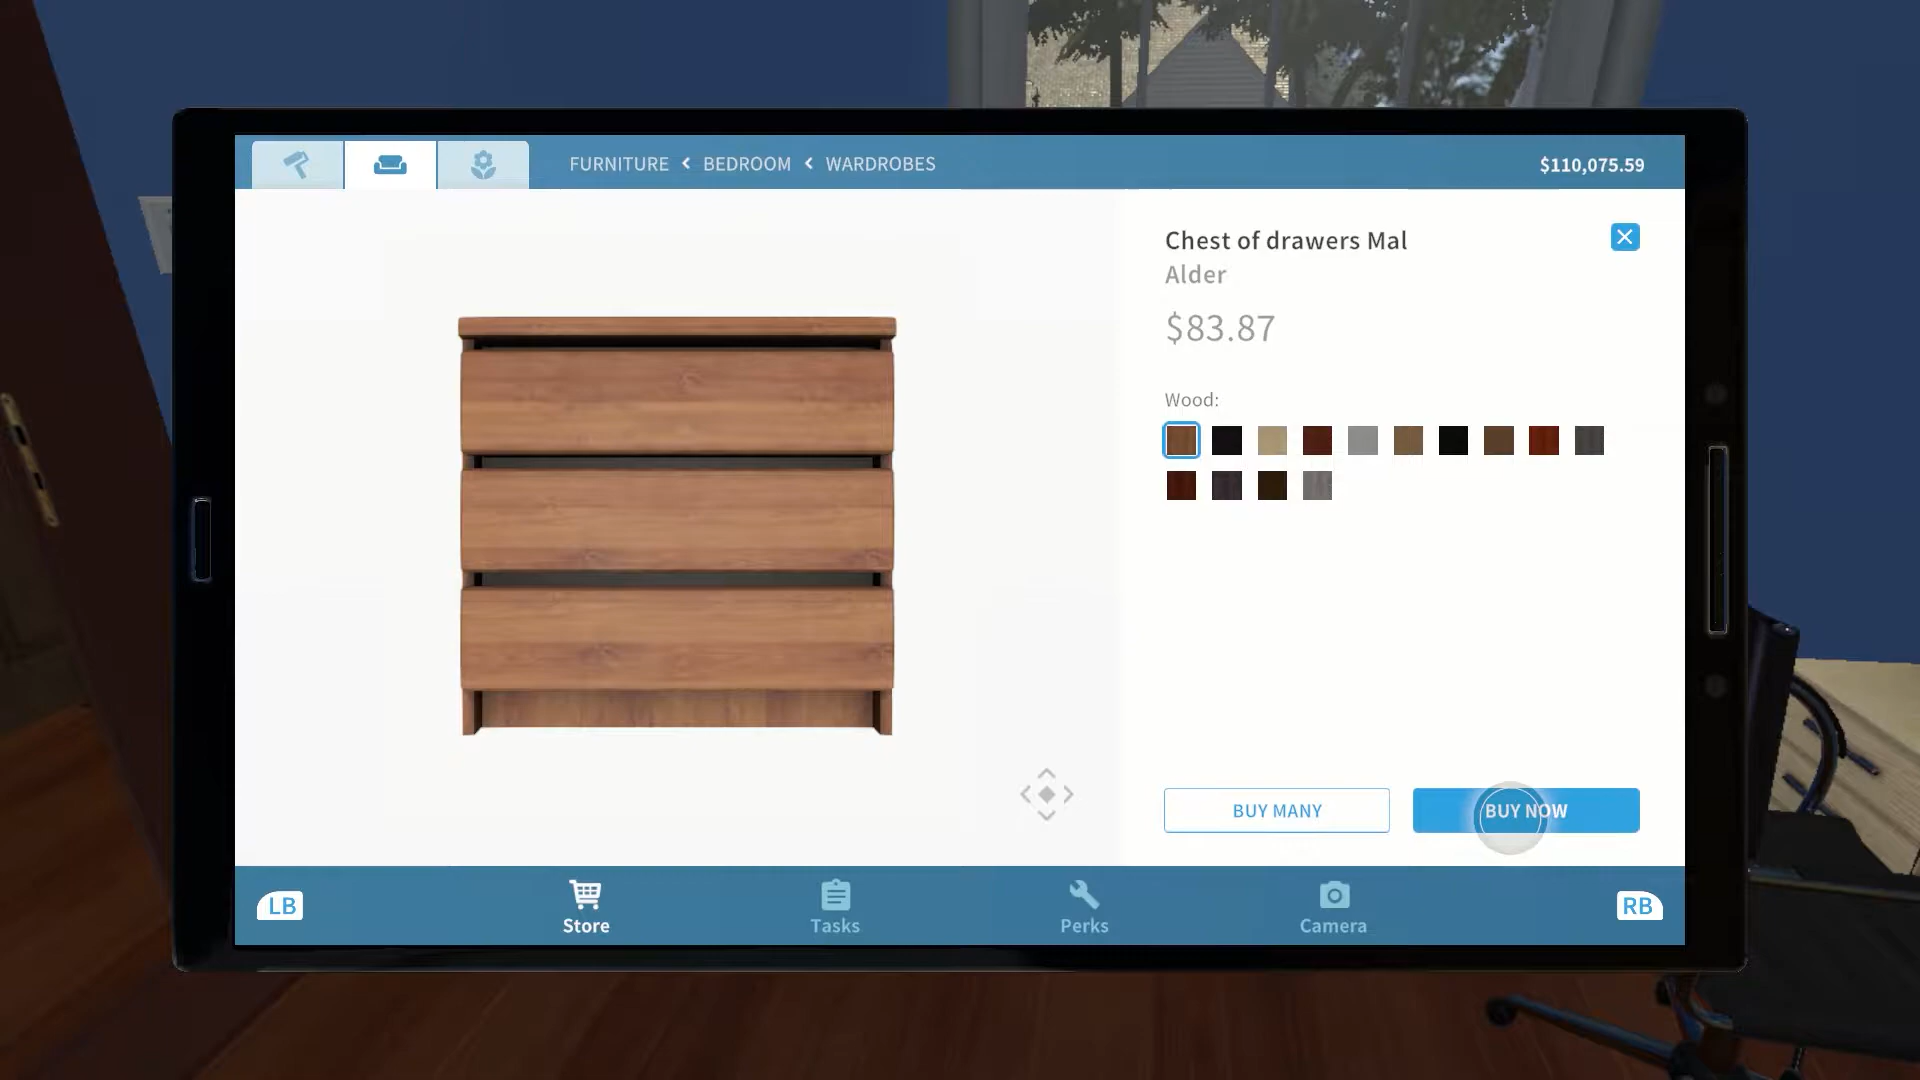 FURNITURE < BEDROOM < WARDROBES
$110,075.59
Chest of drawers Mal
Alder
$83.87
Wood:
BUY MANY
BUY NOW
LB
Store
Tasks
Perks
Camera
RB